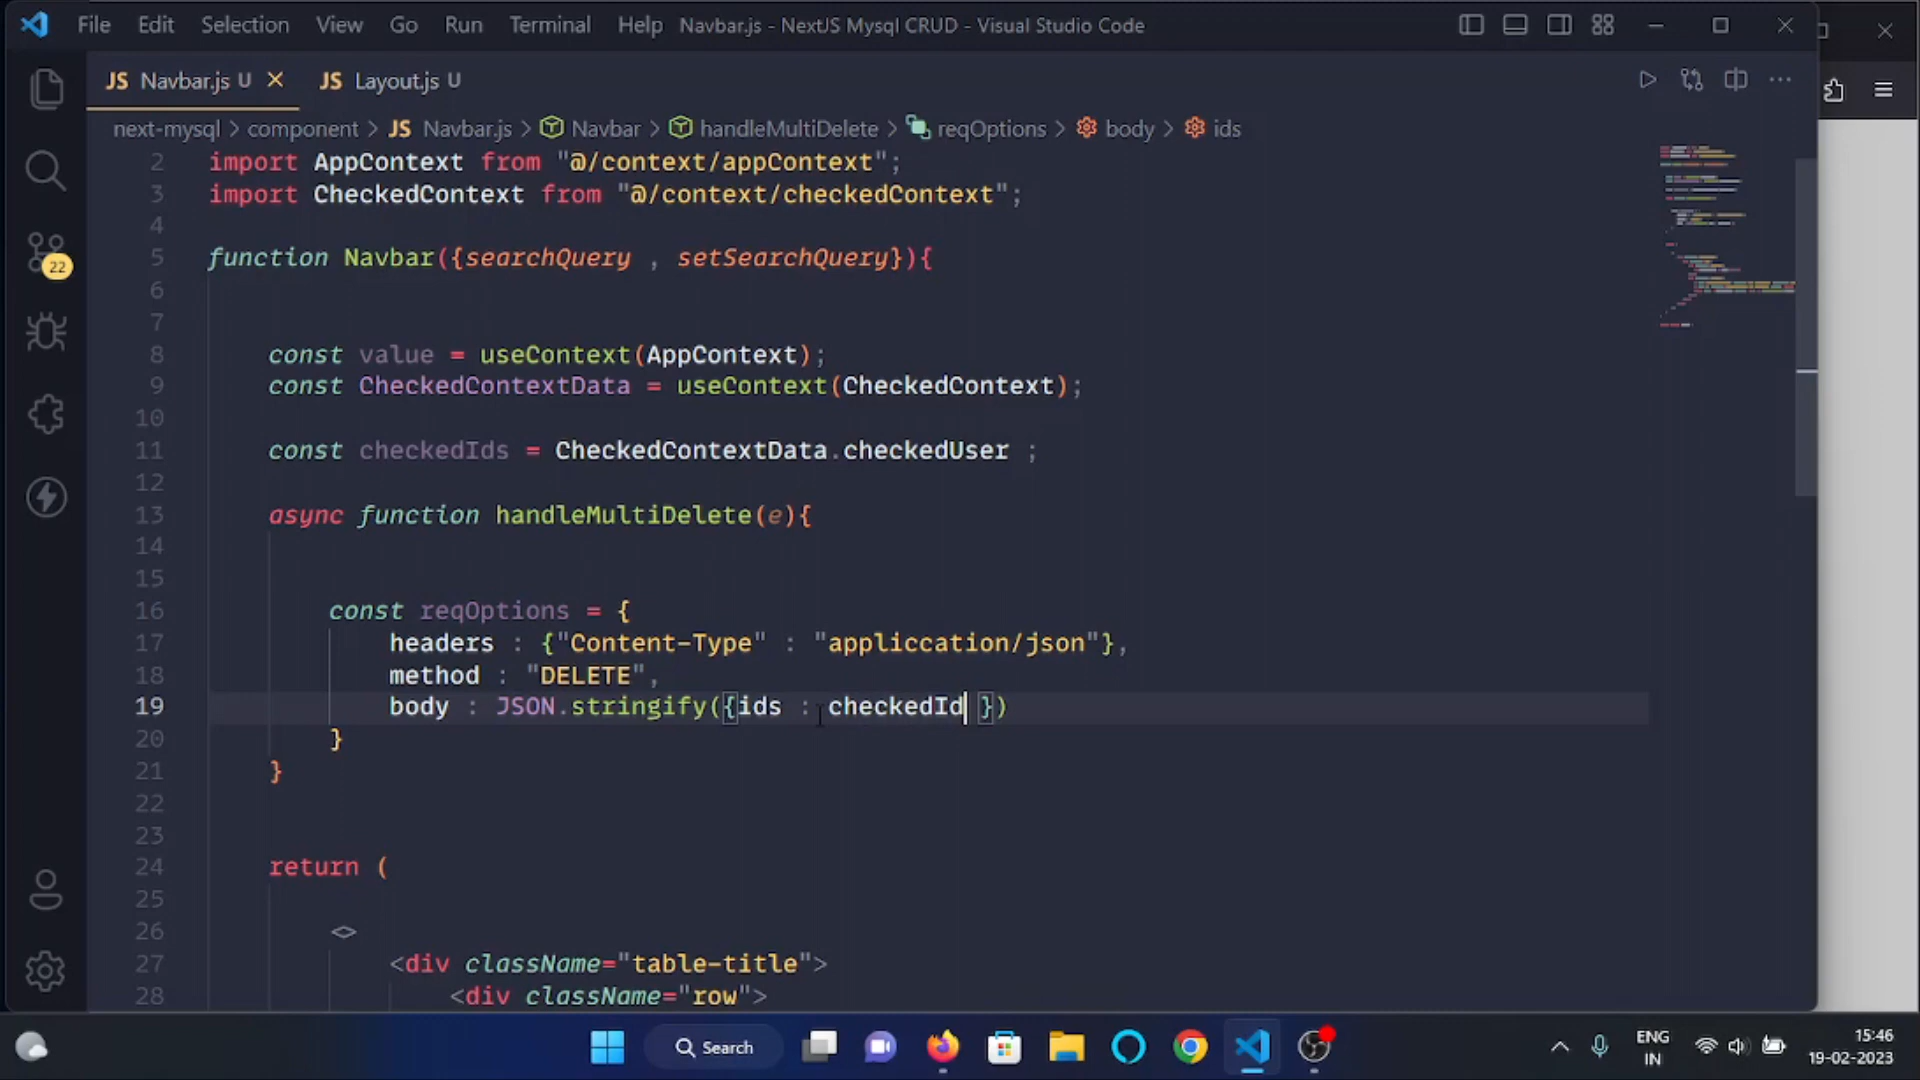 File Edit Selection View Go Run Terminal Help Navbar.js - NextJS Mysql CRUD - Visual Studio Code
JS Navbar.js U JS Layout.js U
next-mysql > component > JS Navbar.js > Navbar > handleMultiDelete > reqOptions > body > ids
22
2 import AppContext from "@/context/appContext";
3 import CheckedContext from "@/context/checkedContext";
4
5 function Navbar({searchQuery , setSearchQuery}){
6
7
8 const value = useContext(AppContext);
9 const CheckedContextData = useContext(CheckedContext);
10
11 const checkedIds = CheckedContextData.checkedUser ;
12
13 async function handleMultiDelete(e){
14
15
16 const reqOptions = {
17 headers : {"Content-Type" : "appliccation/json"},
18 method : "DELETE",
19 body : JSON.stringify({ids : checkedId })
20 }
21 }
22
23
24 return (
25
26 <>
27 <div className="table-title">
28 <div className="row">
Search
ENG
IN
15:46
19-02-2023